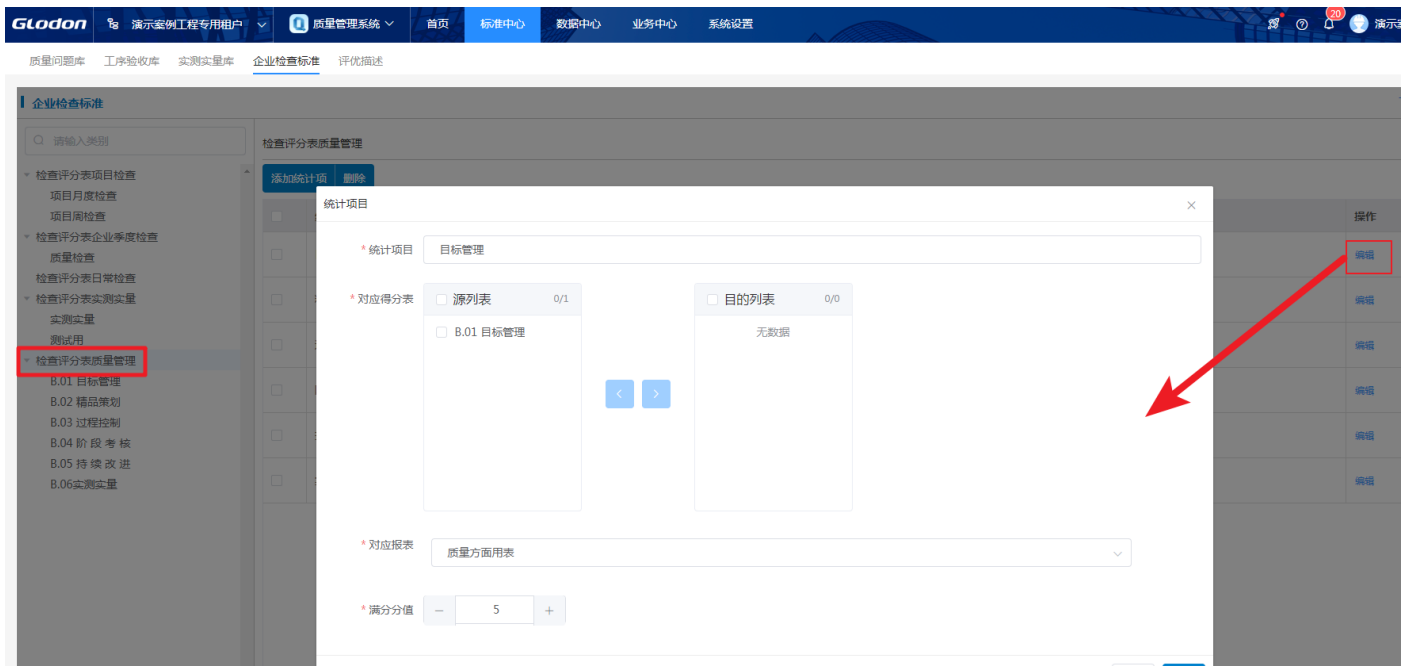 GLodon 演示案例工程专用租户 质量管理系统 首页 标准中心 数据中心 业务中心 系统设置 20 演示
质量问题库 工序验收库 实测实量库 企业检查标准 评优描述
企业检查标准
请输入类别
检查评分表质量管理
检查评分表项目检查
项目月度检查
项目周检查
检查评分表企业季度检查
质量检查
检查评分表日常检查
检查评分表实测实量
实测实量
测试用
检查评分表质量管理
B.01 目标管理
B.02 精品策划
B.03 过程控制
B.04 阶 段 考 核
B.05 持 续 改 进
B.06实测实量
添加统计项 删除
操作
编辑
编辑
编辑
编辑
编辑
编辑
统计项目
* 统计项目 目标管理
* 对应得分表 源列表 0/1 目的列表 0/0
B.01 目标管理 无数据
* 对应报表 质量方面用表
* 满分分值 − 5 +